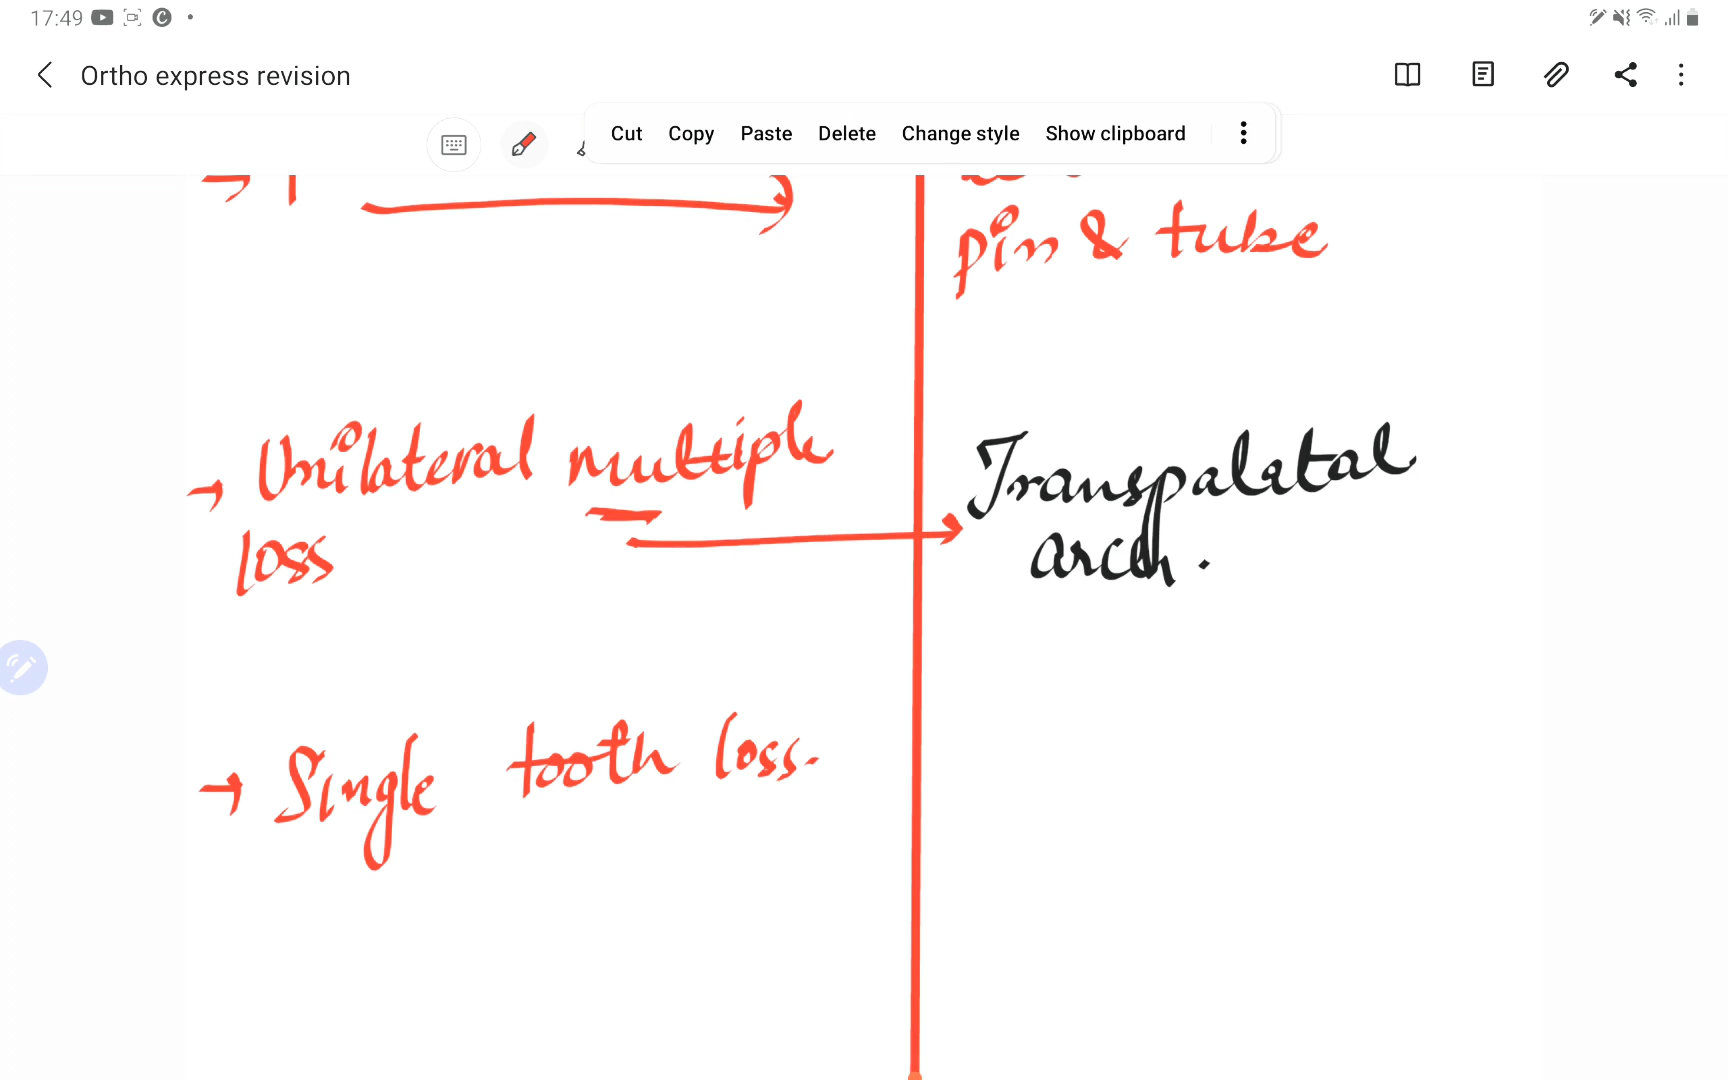 17:49
Ortho express revision
Cut Copy Paste Delete Change style Show clipboard
pin & tube
→ Unilateral multiple
loss
Transpalatal
arch.
→ Single tooth loss.